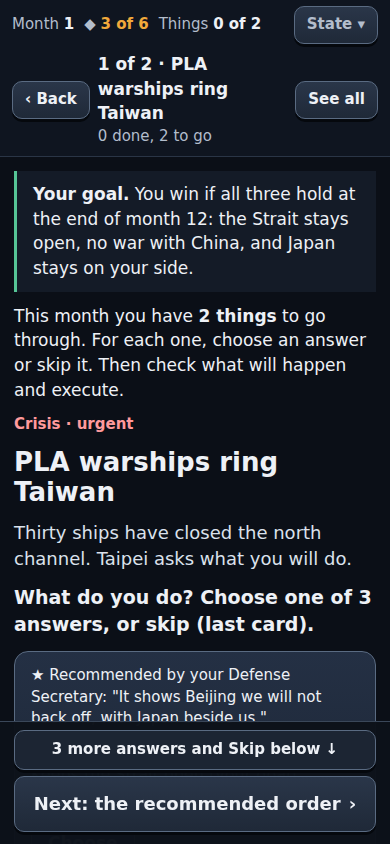 Month 1 ◆ 3 of 6 Things 0 of 2
State ▾
‹ Back
1 of 2 · PLA
warships ring
Taiwan
0 done, 2 to go
See all
Your goal. You win if all three hold at
the end of month 12: the Strait stays
open, no war with China, and Japan
stays on your side.
This month you have 2 things to go
through. For each one, choose an answer
or skip it. Then check what will happen
and execute.
Crisis · urgent
PLA warships ring
Taiwan
Thirty ships have closed the north
channel. Taipei asks what you will do.
What do you do? Choose one of 3
answers, or skip (last card).
★ Recommended by your Defense
Secretary: "It shows Beijing we will not
back off, with Japan beside us."
3 more answers and Skip below ↓
Next: the recommended order ›